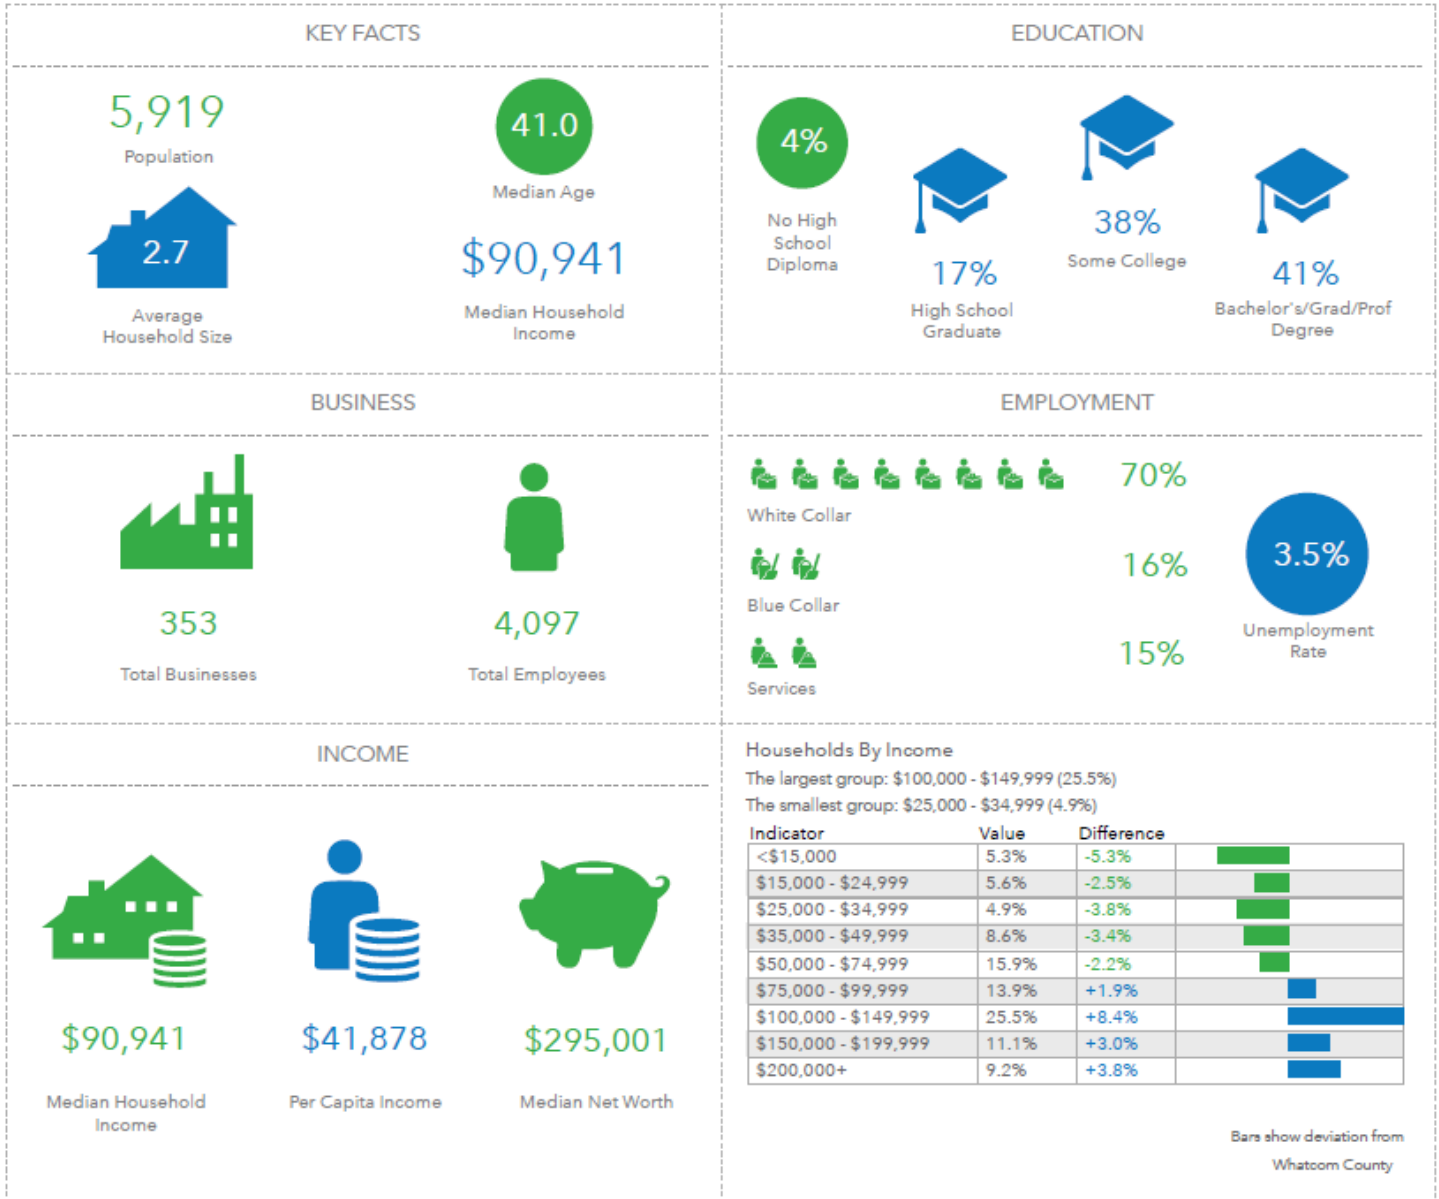 KEY FACTS
5,919
Population
41.0
Median Age
2.7
Average
Household Size
$90,941
Median Household
Income
EDUCATION
4%
No High
School
Diploma
17%
High School
Graduate
38%
Some College
41%
Bachelor's/Grad/Prof
Degree
BUSINESS
353
Total Businesses
4,097
Total Employees
EMPLOYMENT
70%
White Collar
16%
Blue Collar
15%
Services
3.5%
Unemployment
Rate
INCOME
$90,941
Median Household
Income
$41,878
Per Capita Income
$295,001
Median Net Worth
Households By Income
The largest group: $100,000 - $149,999 (25.5%)
The smallest group: $25,000 - $34,999 (4.9%)
Indicator Value Difference
<$15,000 5.3% -5.3%
$15,000 - $24,999 5.6% -2.5%
$25,000 - $34,999 4.9% -3.8%
$35,000 - $49,999 8.6% -3.4%
$50,000 - $74,999 15.9% -2.2%
$75,000 - $99,999 13.9% +1.9%
$100,000 - $149,999 25.5% +8.4%
$150,000 - $199,999 11.1% +3.0%
$200,000+ 9.2% +3.8%
Bars show deviation from
Whatcom County